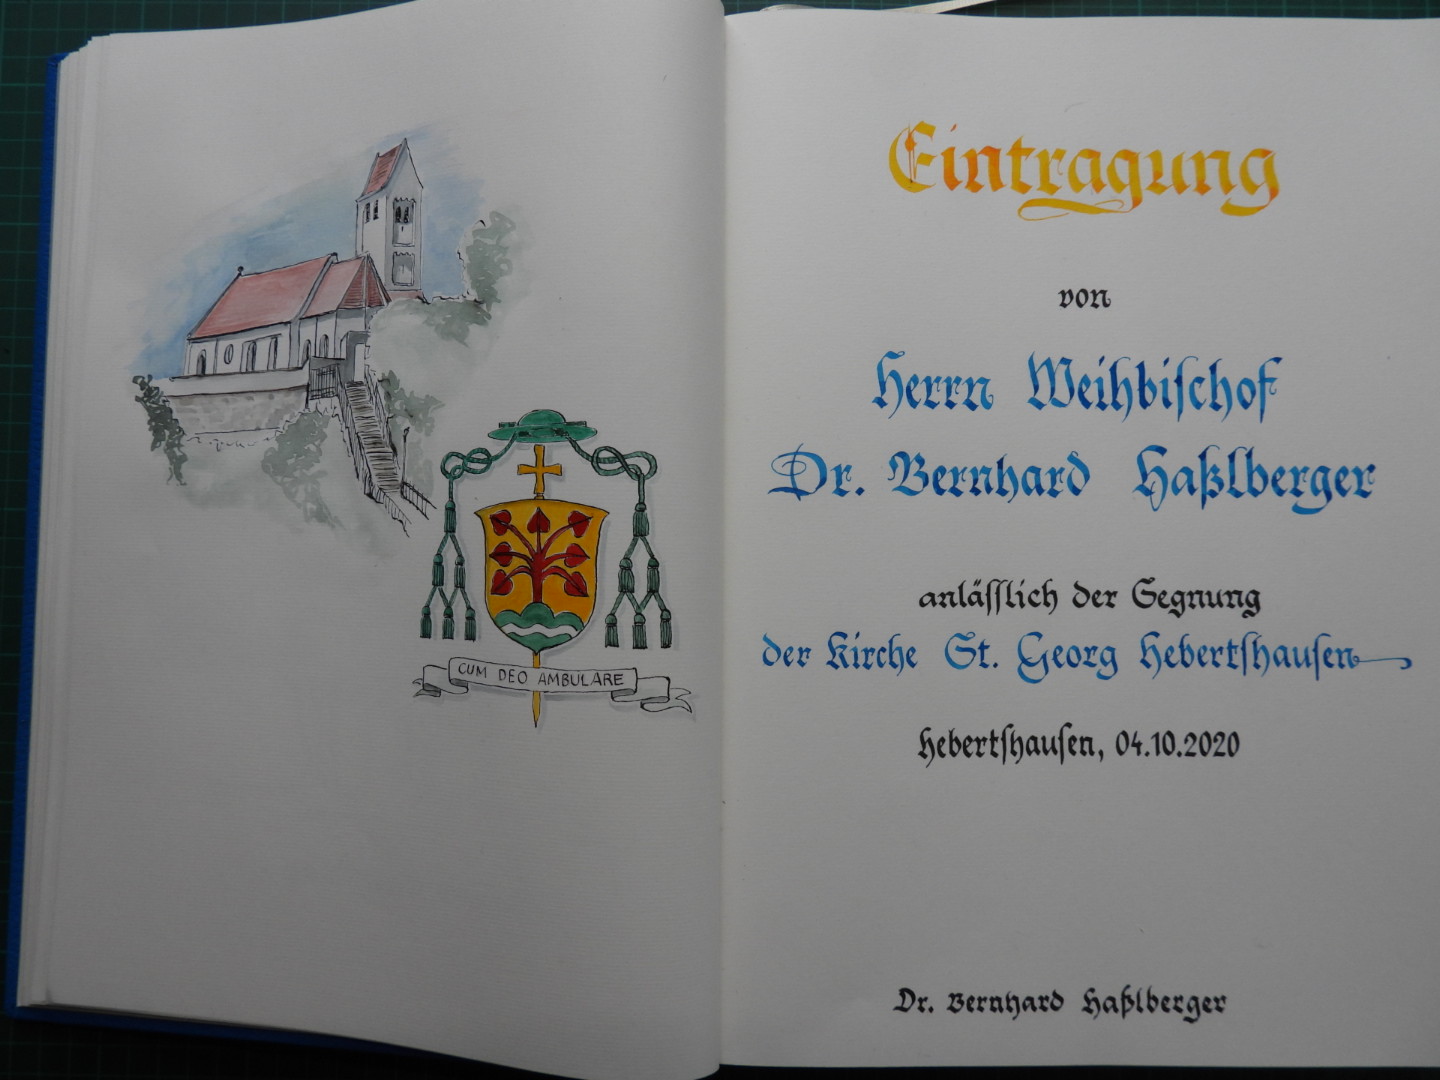 CUM DEO AMBULARE
Eintragung
von
Herrn Weihbiſchof
Dr. Bernhard Haßlberger
anläſſlich der Segnung
der Kirche St. Georg Hebertſhauſen
Hebertſhauſen, 04.10.2020
Dr. Bernhard Haßlberger